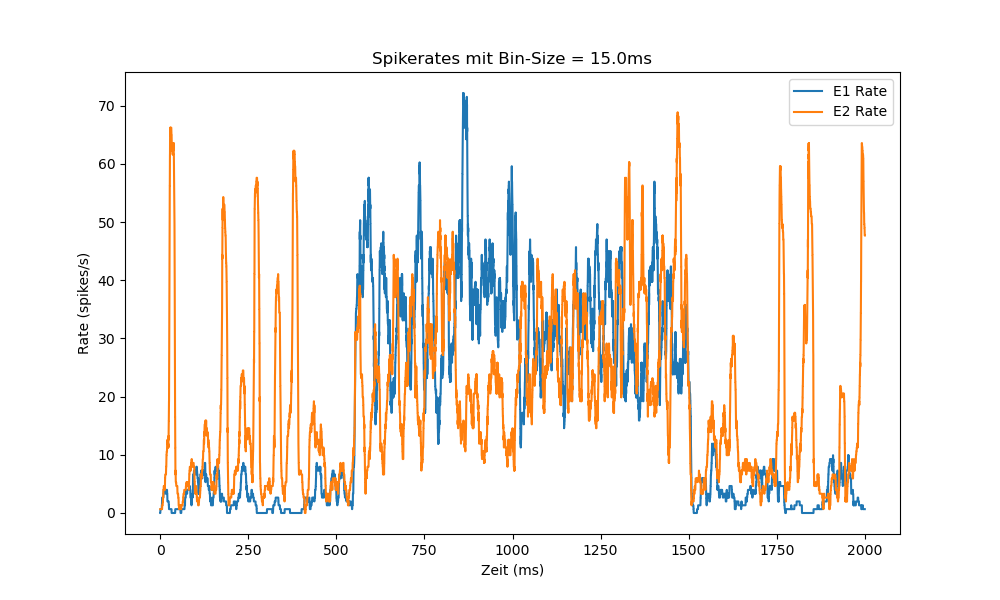 Spikerates mit Bin-Size = 15.0ms
E1 Rate
E2 Rate
Rate (spikes/s)
70
60
50
40
30
20
10
0
0 250 500 750 1000 1250 1500 1750 2000
Zeit (ms)